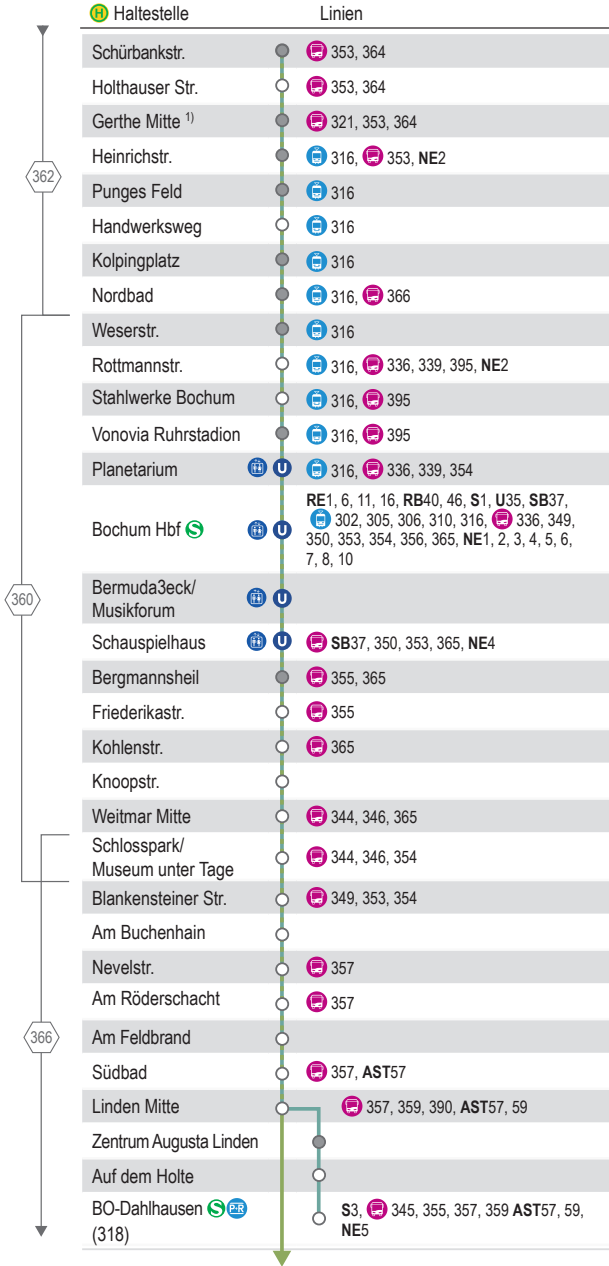 H Haltestelle Linien
Schürbankstr. 353, 364
Holthauser Str. 353, 364
Gerthe Mitte 1) 321, 353, 364
Heinrichstr. 316, 353, NE2
362
Punges Feld 316
Handwerksweg 316
Kolpingplatz 316
Nordbad 316, 366
Weserstr. 316
Rottmannstr. 316, 336, 339, 395, NE2
Stahlwerke Bochum 316, 395
Vonovia Ruhrstadion 316, 395
Planetarium U 316, 336, 339, 354
Bochum Hbf S U
RE1, 6, 11, 16, RB40, 46, S1, U35, SB37,
302, 305, 306, 310, 316, 336, 349,
350, 353, 354, 356, 365, NE1, 2, 3, 4, 5, 6,
7, 8, 10
360
Bermuda3eck/
Musikforum U
Schauspielhaus U SB37, 350, 353, 365, NE4
Bergmannsheil 355, 365
Friederikastr. 355
Kohlenstr. 365
Knoopstr.
Weitmar Mitte 344, 346, 365
Schlosspark/
Museum unter Tage 344, 346, 354
Blankensteiner Str. 349, 353, 354
Am Buchenhain
Nevelstr. 357
Am Röderschacht 357
366
Am Feldbrand
Südbad 357, AST57
Linden Mitte 357, 359, 390, AST57, 59
Zentrum Augusta Linden
Auf dem Holte
BO-Dahlhausen S P+R
(318)
S3, 345, 355, 357, 359 AST57, 59,
NE5